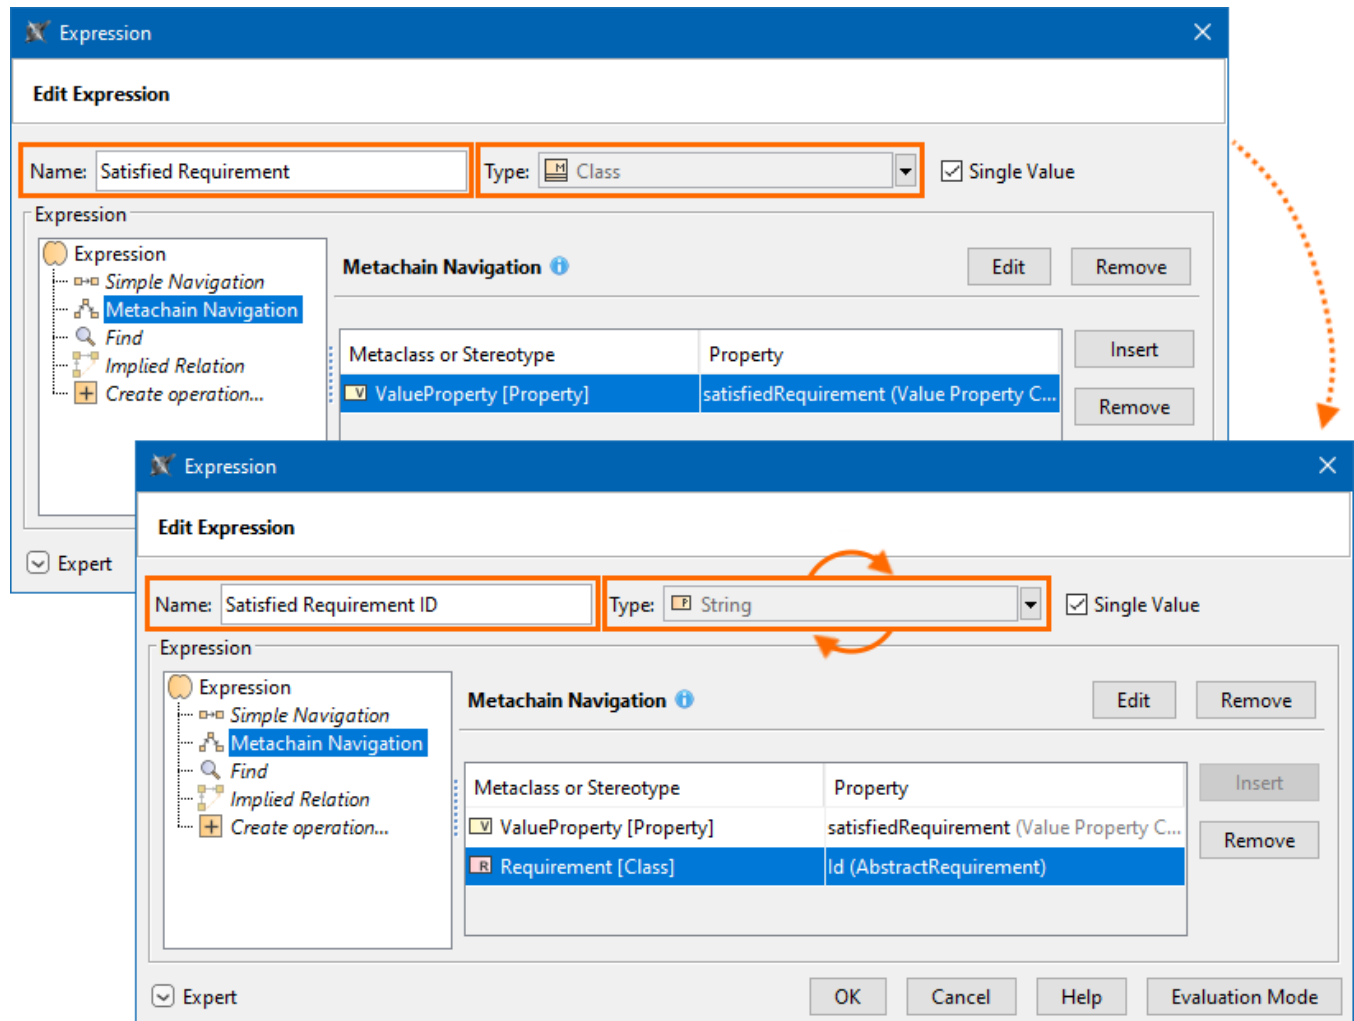 Expression
Edit Expression
Name: Satisfied Requirement Type: Class Single Value
Expression
Expression
Simple Navigation
Metachain Navigation
Find
Implied Relation
Create operation...
Metachain Navigation Edit Remove
Metaclass or Stereotype Property Insert
ValueProperty [Property] satisfiedRequirement (Value Property C... Remove
Expert
Expression
Edit Expression
Name: Satisfied Requirement ID Type: String Single Value
Expression
Expression
Simple Navigation
Metachain Navigation
Find
Implied Relation
Create operation...
Metachain Navigation Edit Remove
Metaclass or Stereotype Property Insert
ValueProperty [Property] satisfiedRequirement (Value Property C... Remove
Requirement [Class] Id (AbstractRequirement)
Expert OK Cancel Help Evaluation Mode